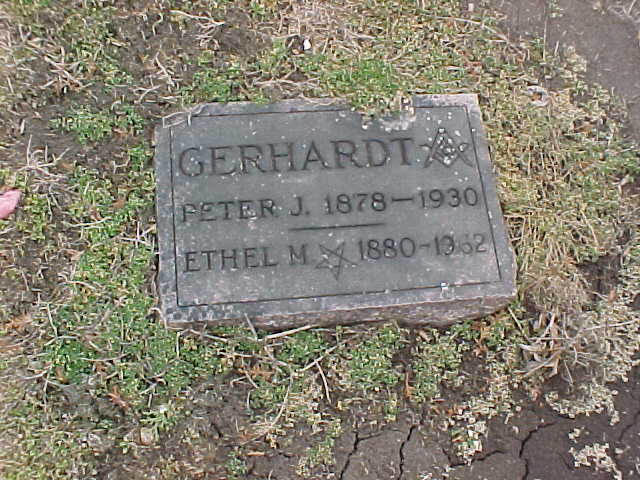 GERHARDT
PETER J. 1878-1930
ETHEL M 1880-1962